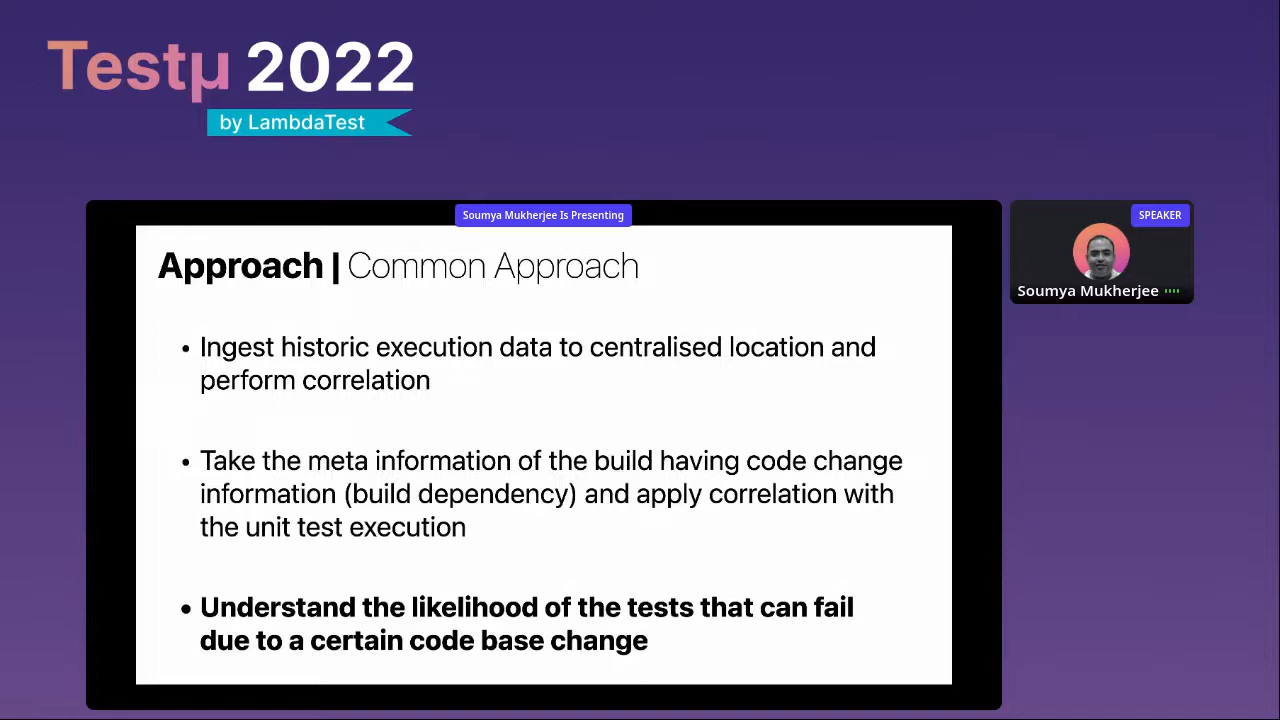 Testμ 2022
by LambdaTest
Soumya Mukherjee Is Presenting
SPEAKER
Soumya Mukherjee
Approach | Common Approach
• Ingest historic execution data to centralised location and
perform correlation
• Take the meta information of the build having code change
information (build dependency) and apply correlation with
the unit test execution
• Understand the likelihood of the tests that can fail
due to a certain code base change